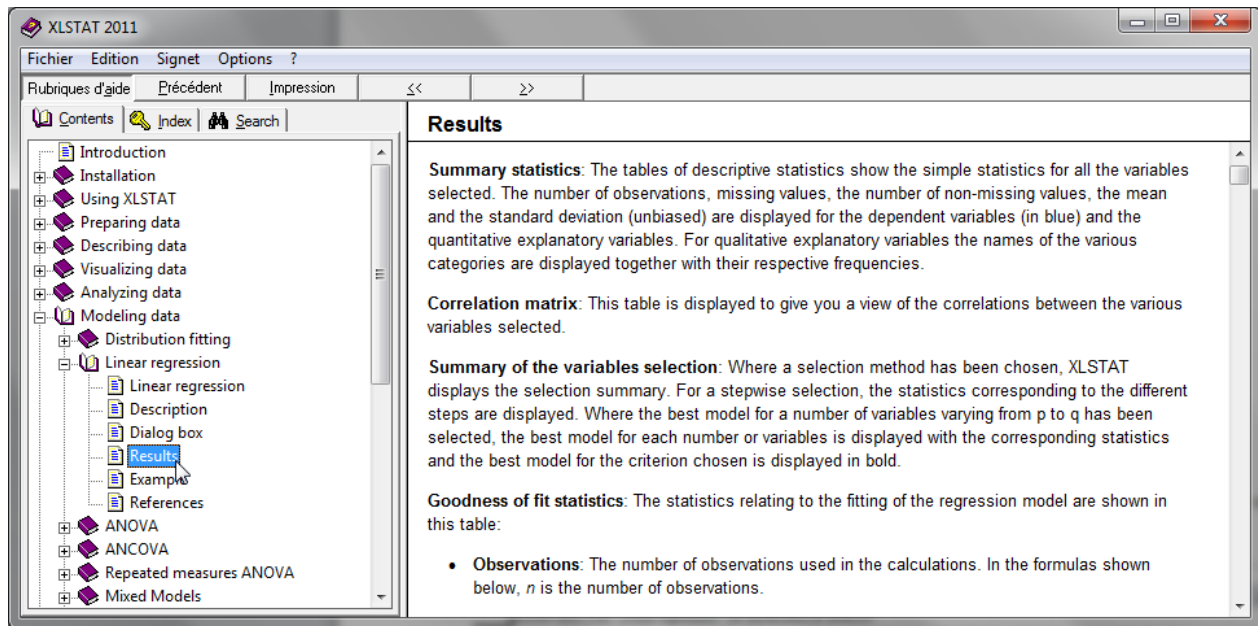 XLSTAT 2011
Fichier Edition Signet Options ?
Rubriques d'aide Précédent Impression << >>
Contents Index Search
Introduction
Installation
Using XLSTAT
Preparing data
Describing data
Visualizing data
Analyzing data
Modeling data
Distribution fitting
Linear regression
Linear regression
Description
Dialog box
Results
Example
References
ANOVA
ANCOVA
Repeated measures ANOVA
Mixed Models
Results
Summary statistics: The tables of descriptive statistics show the simple statistics for all the variables
selected. The number of observations, missing values, the number of non-missing values, the mean
and the standard deviation (unbiased) are displayed for the dependent variables (in blue) and the
quantitative explanatory variables. For qualitative explanatory variables the names of the various
categories are displayed together with their respective frequencies.
Correlation matrix: This table is displayed to give you a view of the correlations between the various
variables selected.
Summary of the variables selection: Where a selection method has been chosen, XLSTAT
displays the selection summary. For a stepwise selection, the statistics corresponding to the different
steps are displayed. Where the best model for a number of variables varying from p to q has been
selected, the best model for each number or variables is displayed with the corresponding statistics
and the best model for the criterion chosen is displayed in bold.
Goodness of fit statistics: The statistics relating to the fitting of the regression model are shown in
this table:
• Observations: The number of observations used in the calculations. In the formulas shown
below, n is the number of observations.